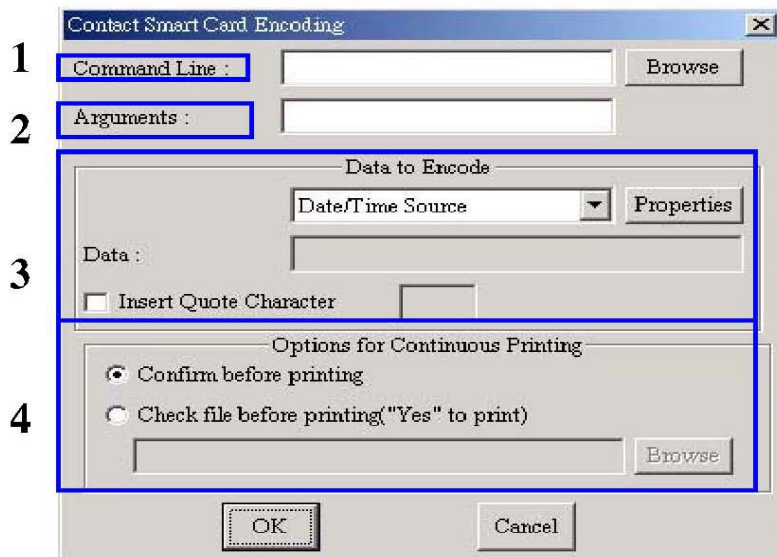 Contact Smart Card Encoding
1 Command Line : Browse
2 Arguments :
Data to Encode
Date/Time Source Properties
3 Data :
Insert Quote Character
Options for Continuous Printing
Confirm before printing
4 Check file before printing("Yes" to print)
Browse
OK Cancel